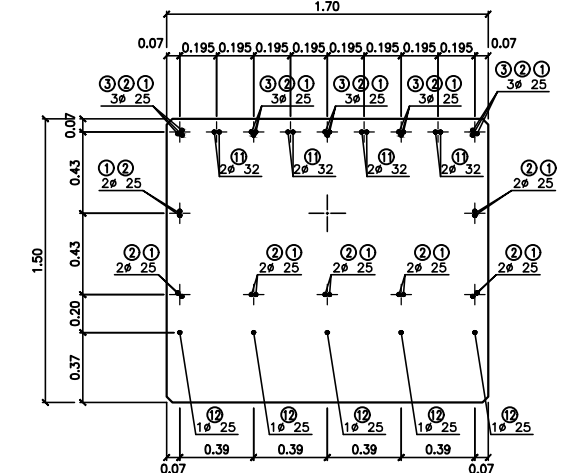 1.70
0.07 0.195 0.195 0.195 0.195 0.195 0.195 0.195 0.195 0.07
③②① ③②① ③②① ③②① ③②①
3ø 25 3ø 25 3ø 25 3ø 25 3ø 25
0.07
⑪ ⑪ ⑪ ⑪
2ø 32 2ø 32 2ø 32 2ø 32
0.43
①② ②①
2ø 25 2ø 25
1.50
0.43
②① ②① ②① ②① ②①
2ø 25 2ø 25 2ø 25 2ø 25 2ø 25
0.20
0.37
⑫ ⑫ ⑫ ⑫ ⑫
1ø 25 1ø 25 1ø 25 1ø 25 1ø 25
0.39 0.39 0.39 0.39
0.07 0.07